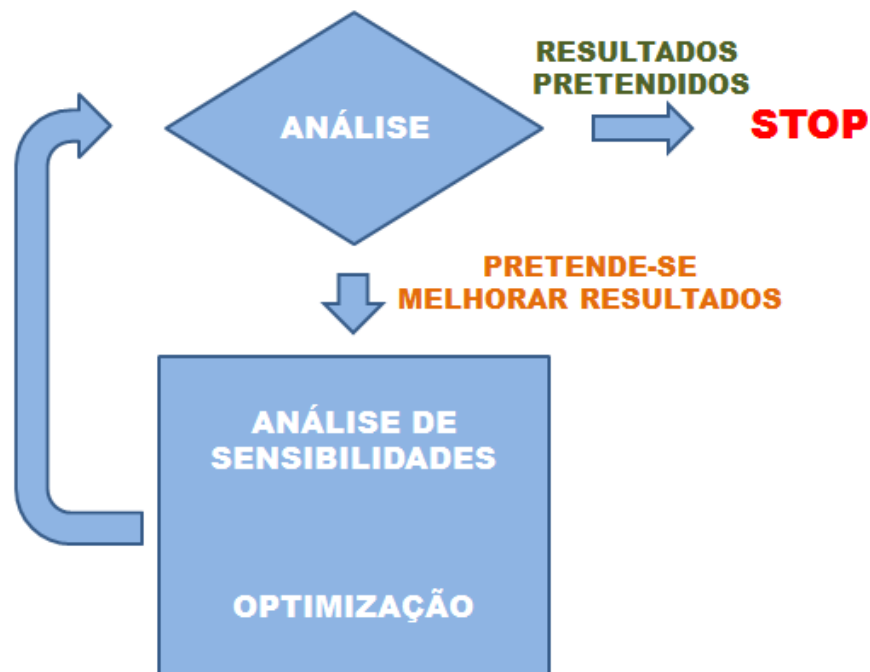 RESULTADOS
PRETENDIDOS
ANÁLISE
STOP
PRETENDE-SE
MELHORAR RESULTADOS
ANÁLISE DE
SENSIBILIDADES
OPTIMIZAÇÃO